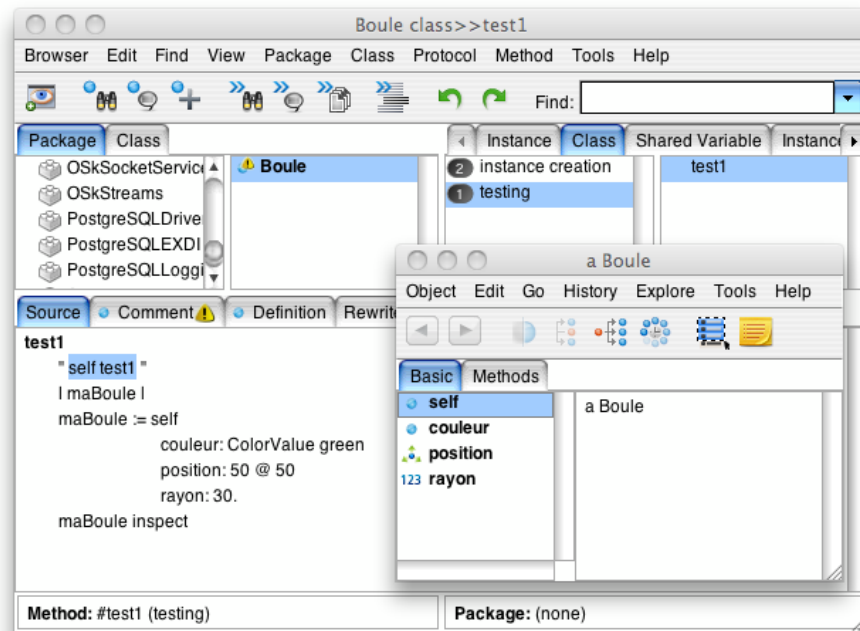 Boule class>>test1
Browser Edit Find View Package Class Protocol Method Tools Help
Find:
Package Class
Instance Class Shared Variable Instanc
OSkSocketServic
OSkStreams
PostgreSQLDrive
PostgreSQLEXDI
PostgreSQLLoggi
Boule
2 instance creation
1 testing
test1
Source Comment Definition Rewrit
test1
" self test1 "
| maBoule |
maBoule := self
couleur: ColorValue green
position: 50 @ 50
rayon: 30.
maBoule inspect
a Boule
Object Edit Go History Explore Tools Help
Basic Methods
self
couleur
position
123 rayon
a Boule
Method: #test1 (testing)
Package: (none)